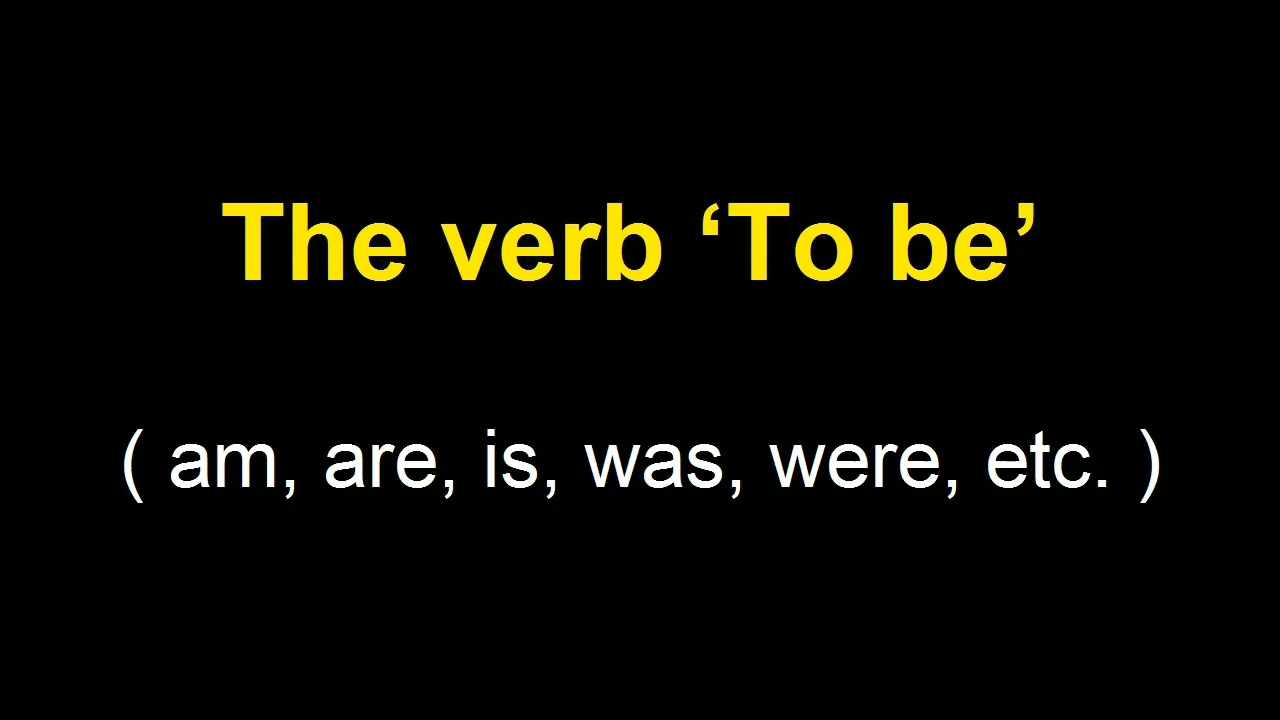 The verb ‘To be’
( am, are, is, was, were, etc. )